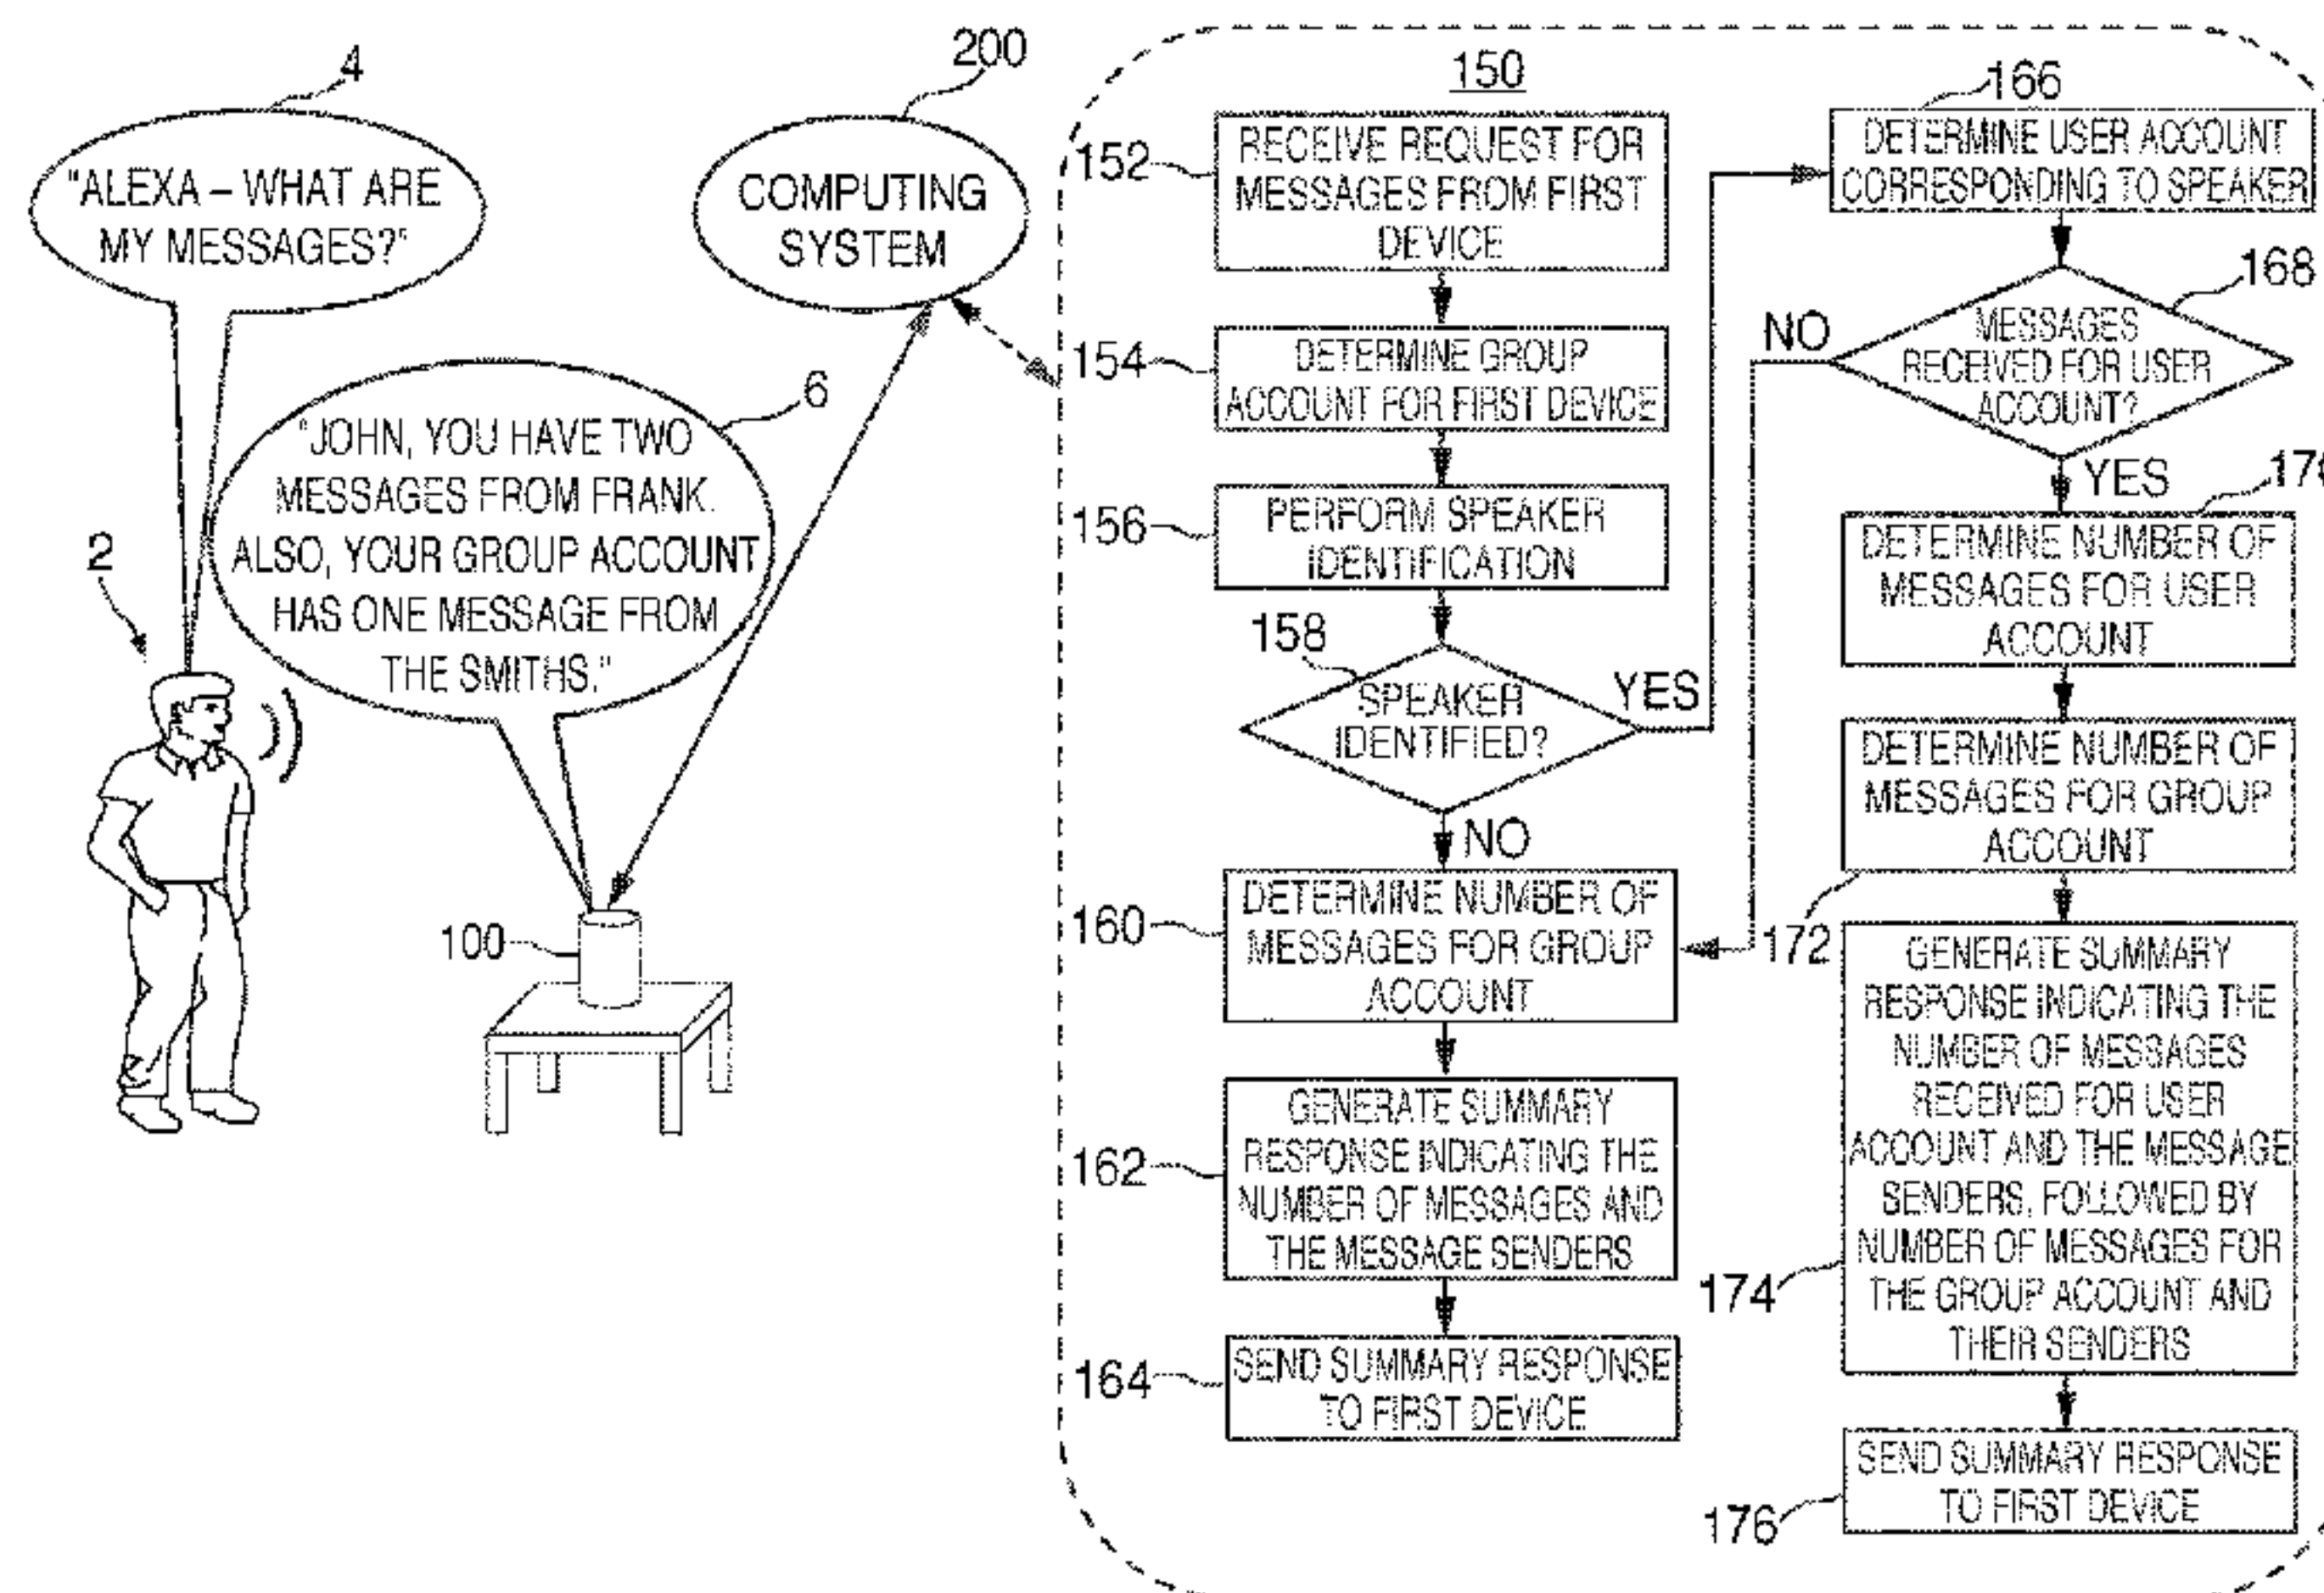 4
"ALEXA – WHAT ARE
MY MESSAGES?"
200
COMPUTING
SYSTEM
6
"JOHN, YOU HAVE TWO
MESSAGES FROM FRANK.
ALSO, YOUR GROUP ACCOUNT
HAS ONE MESSAGE FROM
THE SMITHS."
2
100
150
152
RECEIVE REQUEST FOR
MESSAGES FROM FIRST
DEVICE
154
DETERMINE GROUP
ACCOUNT FOR FIRST DEVICE
156
PERFORM SPEAKER
IDENTIFICATION
158
SPEAKER
IDENTIFIED?
YES
NO
160
DETERMINE NUMBER OF
MESSAGES FOR GROUP
ACCOUNT
162
GENERATE SUMMARY
RESPONSE INDICATING THE
NUMBER OF MESSAGES AND
THE MESSAGE SENDERS
164
SEND SUMMARY RESPONSE
TO FIRST DEVICE
166
DETERMINE USER ACCOUNT
CORRESPONDING TO SPEAKER
168
MESSAGES
RECEIVED FOR USER
ACCOUNT?
NO
YES
DETERMINE NUMBER OF
MESSAGES FOR USER
ACCOUNT
DETERMINE NUMBER OF
MESSAGES FOR GROUP
ACCOUNT
172
GENERATE SUMMARY
RESPONSE INDICATING THE
NUMBER OF MESSAGES
RECEIVED FOR USER
ACCOUNT AND THE MESSAGE
SENDERS, FOLLOWED BY
NUMBER OF MESSAGES FOR
THE GROUP ACCOUNT AND
THEIR SENDERS
174
SEND SUMMARY RESPONSE
TO FIRST DEVICE
176